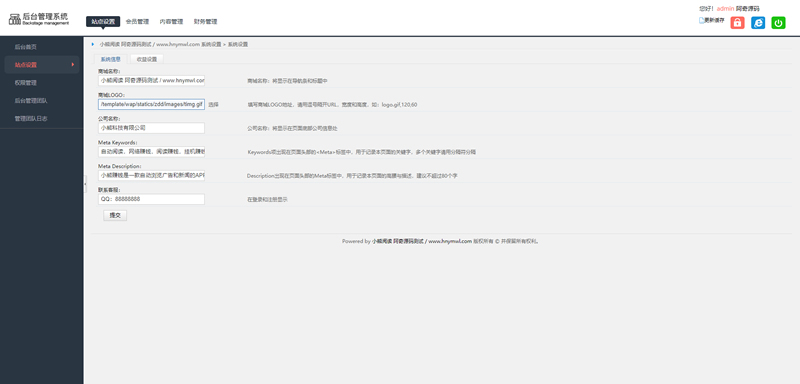 后台管理系统
Backstage management
站点设置 会员管理 内容管理 财务管理
您好! admin 阿奇源码
更新缓存
后台首页
站点设置
权限管理
后台管理团队
管理团队日志
小蛾阅读 阿奇源码测试 / www.hnymwl.com 系统设置 > 系统设置
系统信息 收益设置
商城名称:
小蛾阅读 阿奇源码测试 / www.hnymwl.com
商城名称: 将显示在导航条和标题中
商城LOGO:
/template/wap/statics/zdd/images/timg.gif 选择
填写商城LOGO地址, 请用逗号隔开URL、宽度和高度, 如: logo.gif,120,60
公司名称:
小蛾科技有限公司
公司名称: 将显示在页面底部公司信息处
Meta Keywords:
自动阅读、网络赚钱、阅读赚钱、挂机赚钱
Keywords项出现在页面头部的<Meta>标签中, 用于记录本页面的关键字, 多个关键字请用分隔符分隔
Meta Description:
小蛾赚钱是一款自动浏览广告和新闻的APP
Description出现在页面头部的Meta标签中, 用于记录本页面的高腰与描述, 建议不超过80个字
联系客服:
QQ: 88888888
在登录和注册显示
提交
Powered by 小蛾阅读 阿奇源码测试 / www.hnymwl.com 版权所有 © 并保留所有权利。